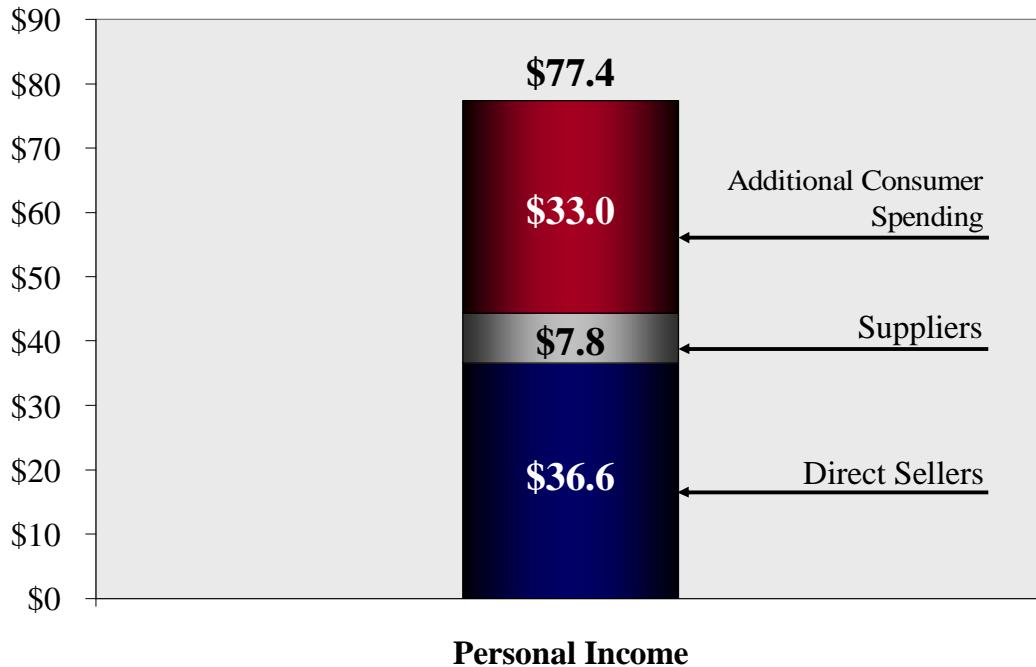 $90
$80
$70
$60
$50
$40
$30
$20
$10
$0
$77.4
$33.0
$7.8
$36.6
Additional Consumer
Spending
Suppliers
Direct Sellers
Personal Income